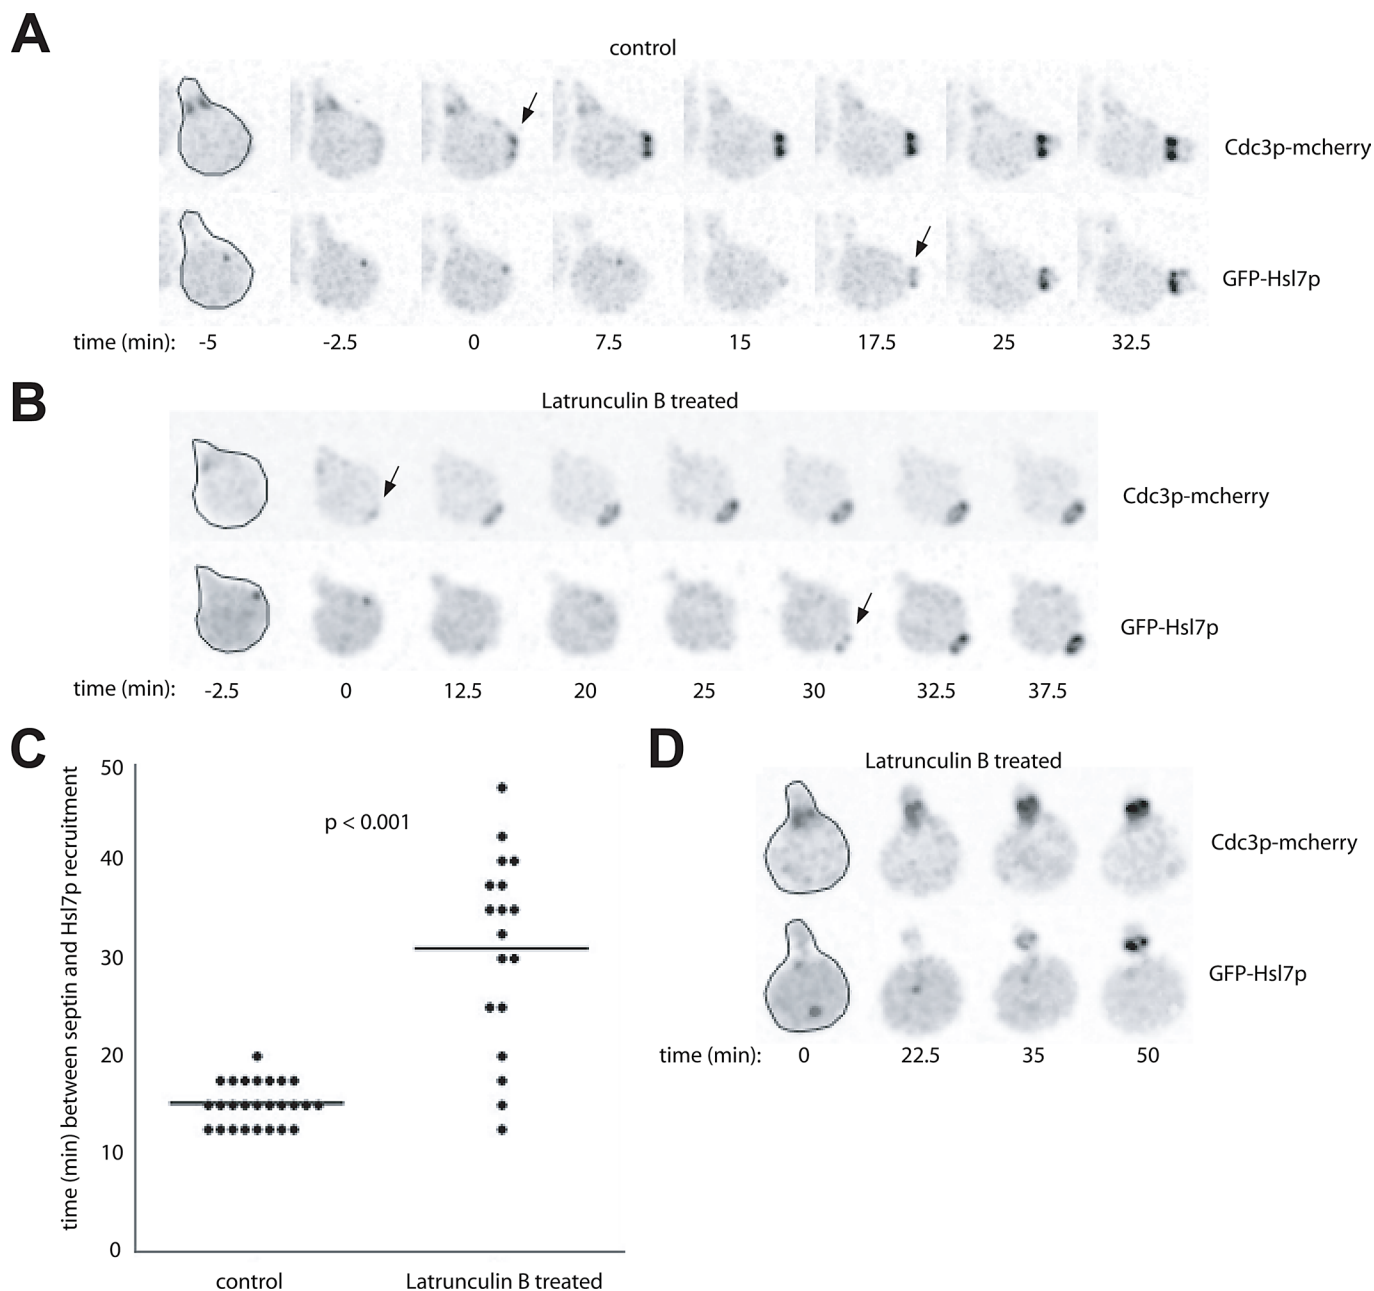 A
control
Cdc3p-mcherry
GFP-Hsl7p
time (min): -5 -2.5 0 7.5 15 17.5 25 32.5
B
Latrunculin B treated
Cdc3p-mcherry
GFP-Hsl7p
time (min): -2.5 0 12.5 20 25 30 32.5 37.5
C
time (min) between septin and Hsl7p recruitment
50
40
30
20
10
0
p < 0.001
control Latrunculin B treated
D
Latrunculin B treated
Cdc3p-mcherry
GFP-Hsl7p
time (min): 0 22.5 35 50